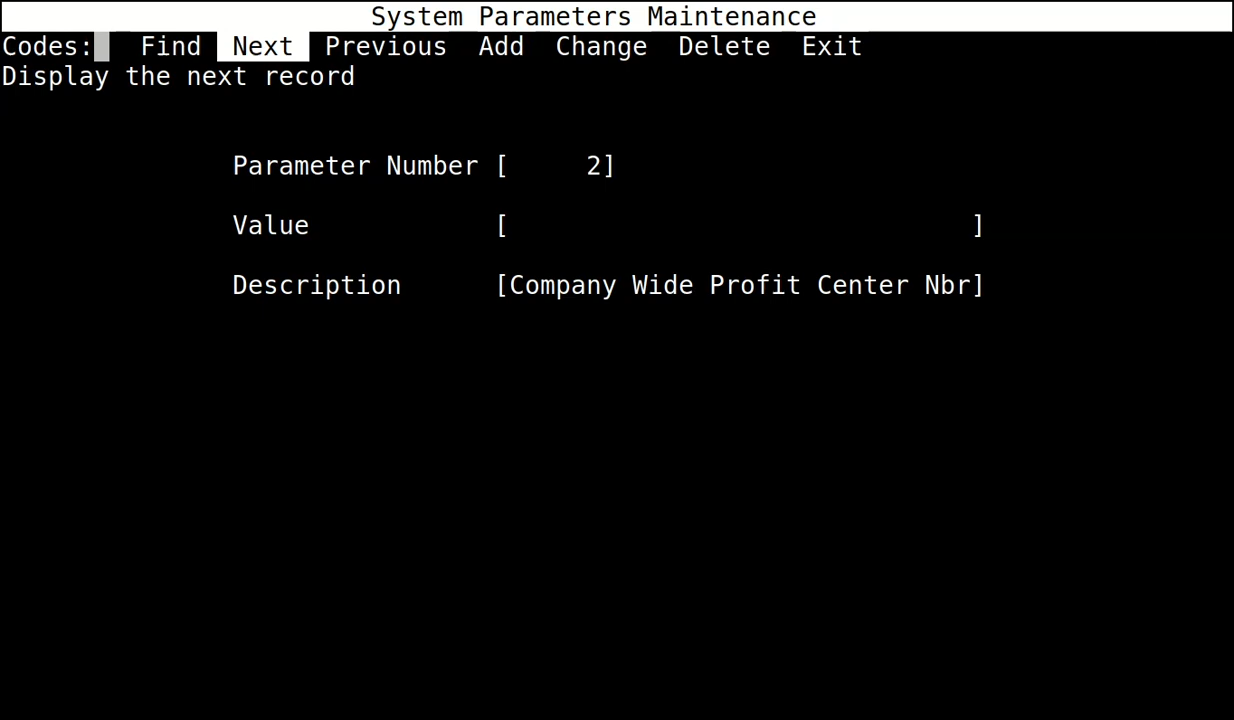 System Parameters Maintenance
Codes: Find Next Previous Add Change Delete Exit
Display the next record
Parameter Number [ 2]
Value [ ]
Description [Company Wide Profit Center Nbr]